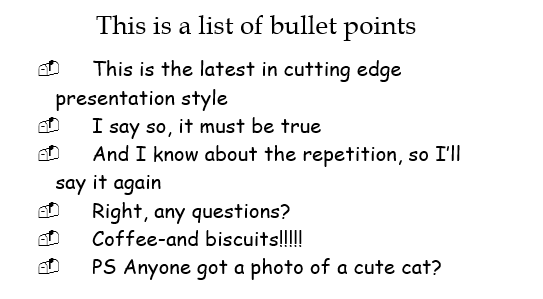 This is a list of bullet points
This is the latest in cutting edge
presentation style
I say so, it must be true
And I know about the repetition, so I'll
say it again
Right, any questions?
Coffee-and biscuits!!!!!
PS Anyone got a photo of a cute cat?